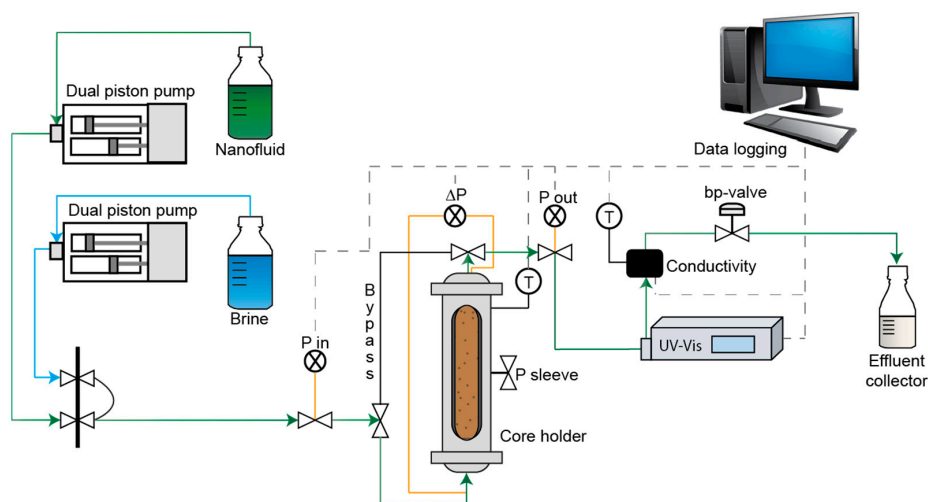 Dual piston pump
Nanofluid
Data logging
Dual piston pump
Brine
ΔP
P out
T
bp-valve
Conductivity
T
Bypass
P in
UV-Vis
P sleeve
Effluent
collector
Core holder